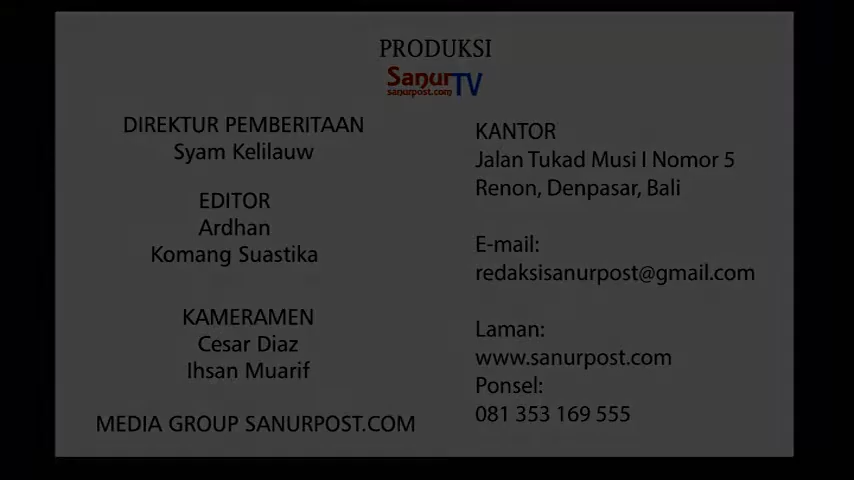 PRODUKSI
Sanur TV
sanurpost.com
DIREKTUR PEMBERITAAN
Syam Kelilauw
EDITOR
Ardhan
Komang Suastika
KAMERAMEN
Cesar Diaz
Ihsan Muarif
MEDIA GROUP SANURPOST.COM
KANTOR
Jalan Tukad Musi I Nomor 5
Renon, Denpasar, Bali
E-mail:
redaksisanurpost@gmail.com
Laman:
www.sanurpost.com
Ponsel:
081 353 169 555